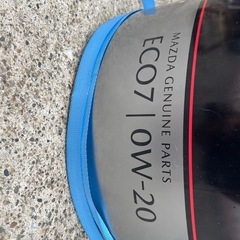 MAZDA GENUINE PARTS
ECO7 | 0W-20